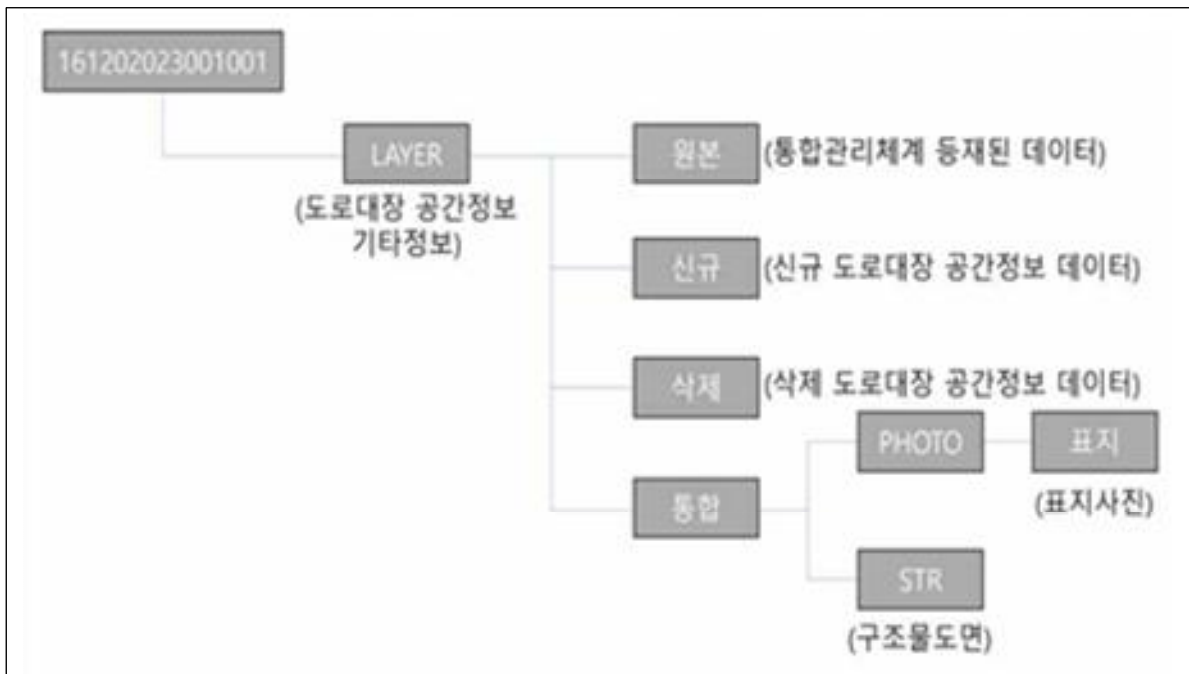 161202023001001
LAYER
(도로대장 공간정보
기타정보)
원본 (통합관리체계 등재된 데이터)
신규 (신규 도로대장 공간정보 데이터)
삭제 (삭제 도로대장 공간정보 데이터)
통합
PHOTO
표지
(표지사진)
STR
(구조물도면)